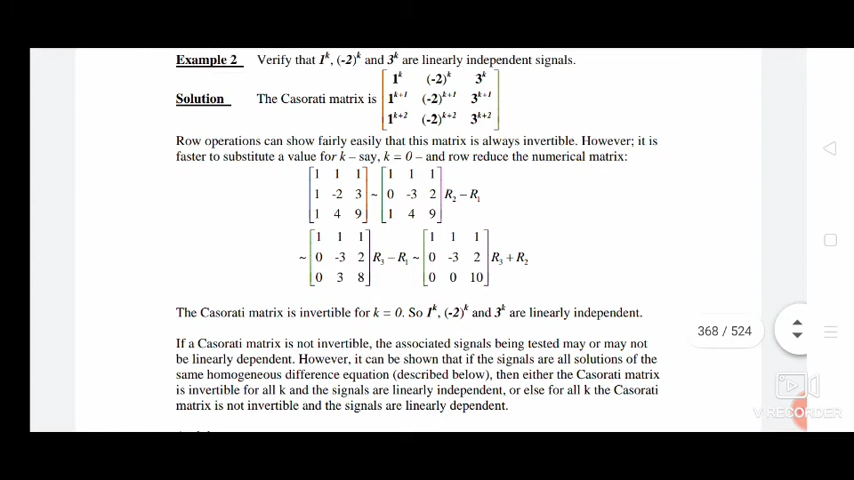 Example 2 Verify that 1^k, (-2)^k and 3^k are linearly independent signals.
1^k (-2)^k 3^k
Solution The Casorati matrix is 1^k+1 (-2)^k+1 3^k+1
1^k+2 (-2)^k+2 3^k+2
Row operations can show fairly easily that this matrix is always invertible. However; it is
faster to substitute a value for k – say, k = 0 – and row reduce the numerical matrix:
1 1 1 1 1 1
1 -2 3 ~ 0 -3 2 R₂ – R₁
1 4 9 1 4 9
1 1 1 1 1 1
~ 0 -3 2 R₃ – R₁ ~ 0 -3 2 R₃ + R₂
0 3 8 0 0 10
The Casorati matrix is invertible for k = 0. So 1^k, (-2)^k and 3^k are linearly independent.
368 / 524
If a Casorati matrix is not invertible, the associated signals being tested may or may not
be linearly dependent. However, it can be shown that if the signals are all solutions of the
same homogeneous difference equation (described below), then either the Casorati matrix
is invertible for all k and the signals are linearly independent, or else for all k the Casorati
matrix is not invertible and the signals are linearly dependent.
V RECORDER